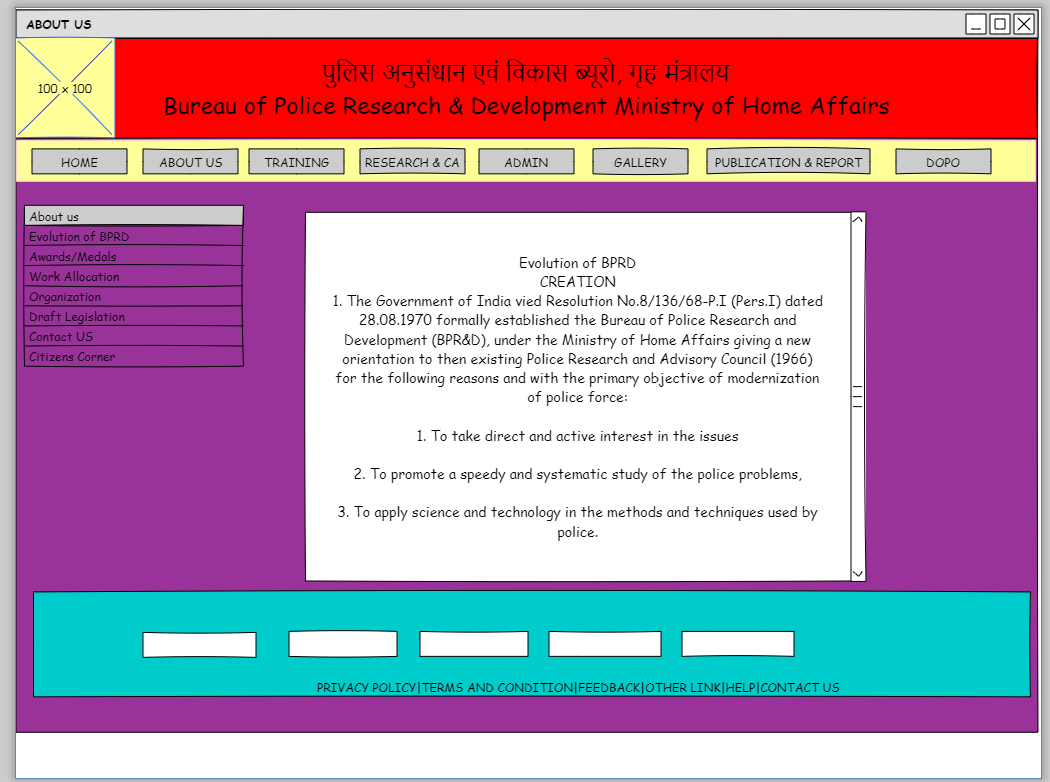 ABOUT US
100 x 100
पुलिस अनुसंधान एवं विकास ब्यूरो, गृह मंत्रालय
Bureau of Police Research & Development Ministry of Home Affairs
HOME ABOUT US TRAINING RESEARCH & CA ADMIN GALLERY PUBLICATION & REPORT DOPO
About us
Evolution of BPRD
Awards/Medals
Work Allocation
Organization
Draft Legislation
Contact US
Citizens Corner
Evolution of BPRD
CREATION
1. The Government of India vied Resolution No.8/136/68-P.I (Pers.I) dated
28.08.1970 formally established the Bureau of Police Research and
Development (BPR&D), under the Ministry of Home Affairs giving a new
orientation to then existing Police Research and Advisory Council (1966)
for the following reasons and with the primary objective of modernization
of police force:
1. To take direct and active interest in the issues
2. To promote a speedy and systematic study of the police problems,
3. To apply science and technology in the methods and techniques used by
police.
PRIVACY POLICY|TERMS AND CONDITION|FEEDBACK|OTHER LINK|HELP|CONTACT US